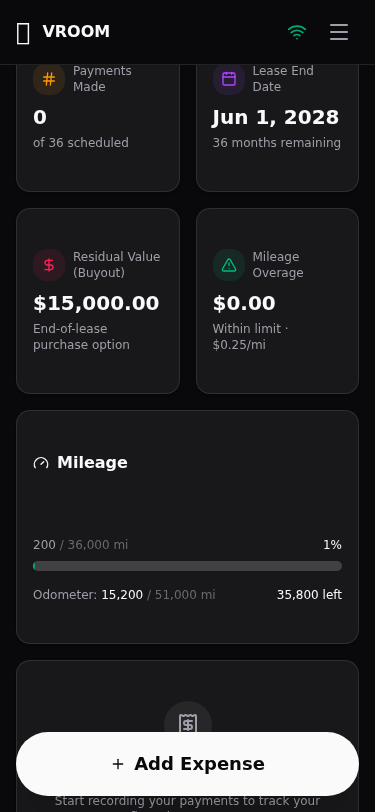 VROOM
Payments
Made
0
of 36 scheduled
Lease End
Date
Jun 1, 2028
36 months remaining
Residual Value
(Buyout)
$15,000.00
End-of-lease
purchase option
Mileage
Overage
$0.00
Within limit ·
$0.25/mi
Mileage
200 / 36,000 mi 1%
Odometer: 15,200 / 51,000 mi 35,800 left
+ Add Expense
Start recording your payments to track your